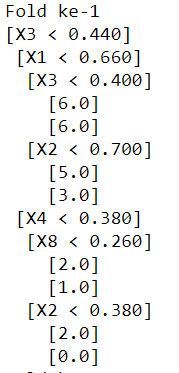 Fold ke-1
[X3 < 0.440]
 [X1 < 0.660]
  [X3 < 0.400]
    [6.0]
    [6.0]
  [X2 < 0.700]
    [5.0]
    [3.0]
 [X4 < 0.380]
  [X8 < 0.260]
    [2.0]
    [1.0]
  [X2 < 0.380]
    [2.0]
    [0.0]